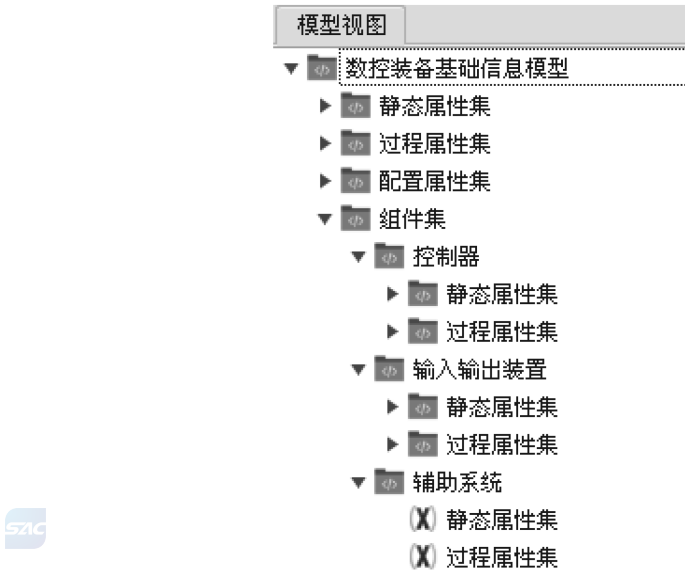 模型视图
数控装备基础信息模型
静态属性集
过程属性集
配置属性集
组件集
控制器
静态属性集
过程属性集
输入输出装置
静态属性集
过程属性集
辅助系统
(X) 静态属性集
(X) 过程属性集
SAC